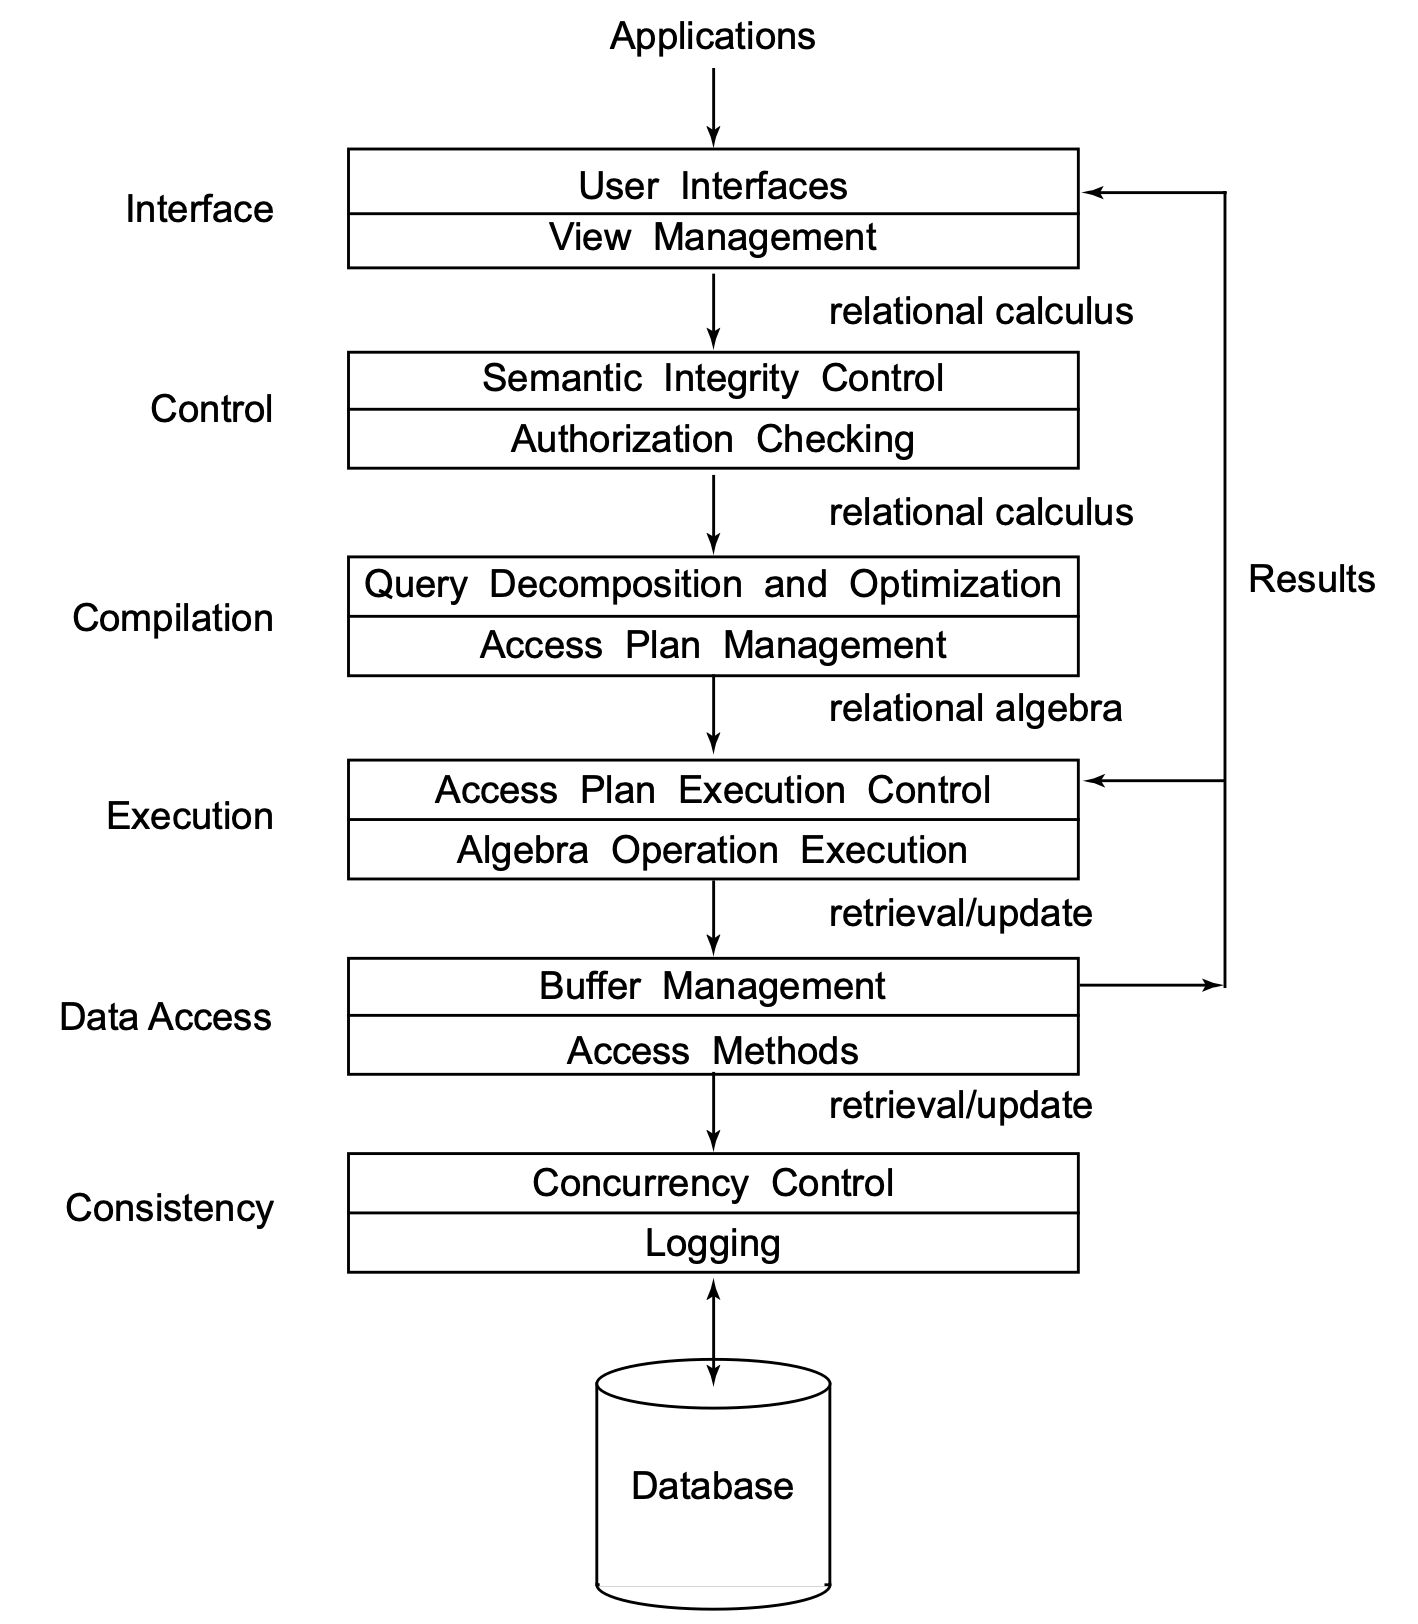 Applications
Interface
User Interfaces
View Management
relational calculus
Control
Semantic Integrity Control
Authorization Checking
relational calculus
Compilation
Query Decomposition and Optimization
Access Plan Management
Results
relational algebra
Execution
Access Plan Execution Control
Algebra Operation Execution
retrieval/update
Data Access
Buffer Management
Access Methods
retrieval/update
Consistency
Concurrency Control
Logging
Database